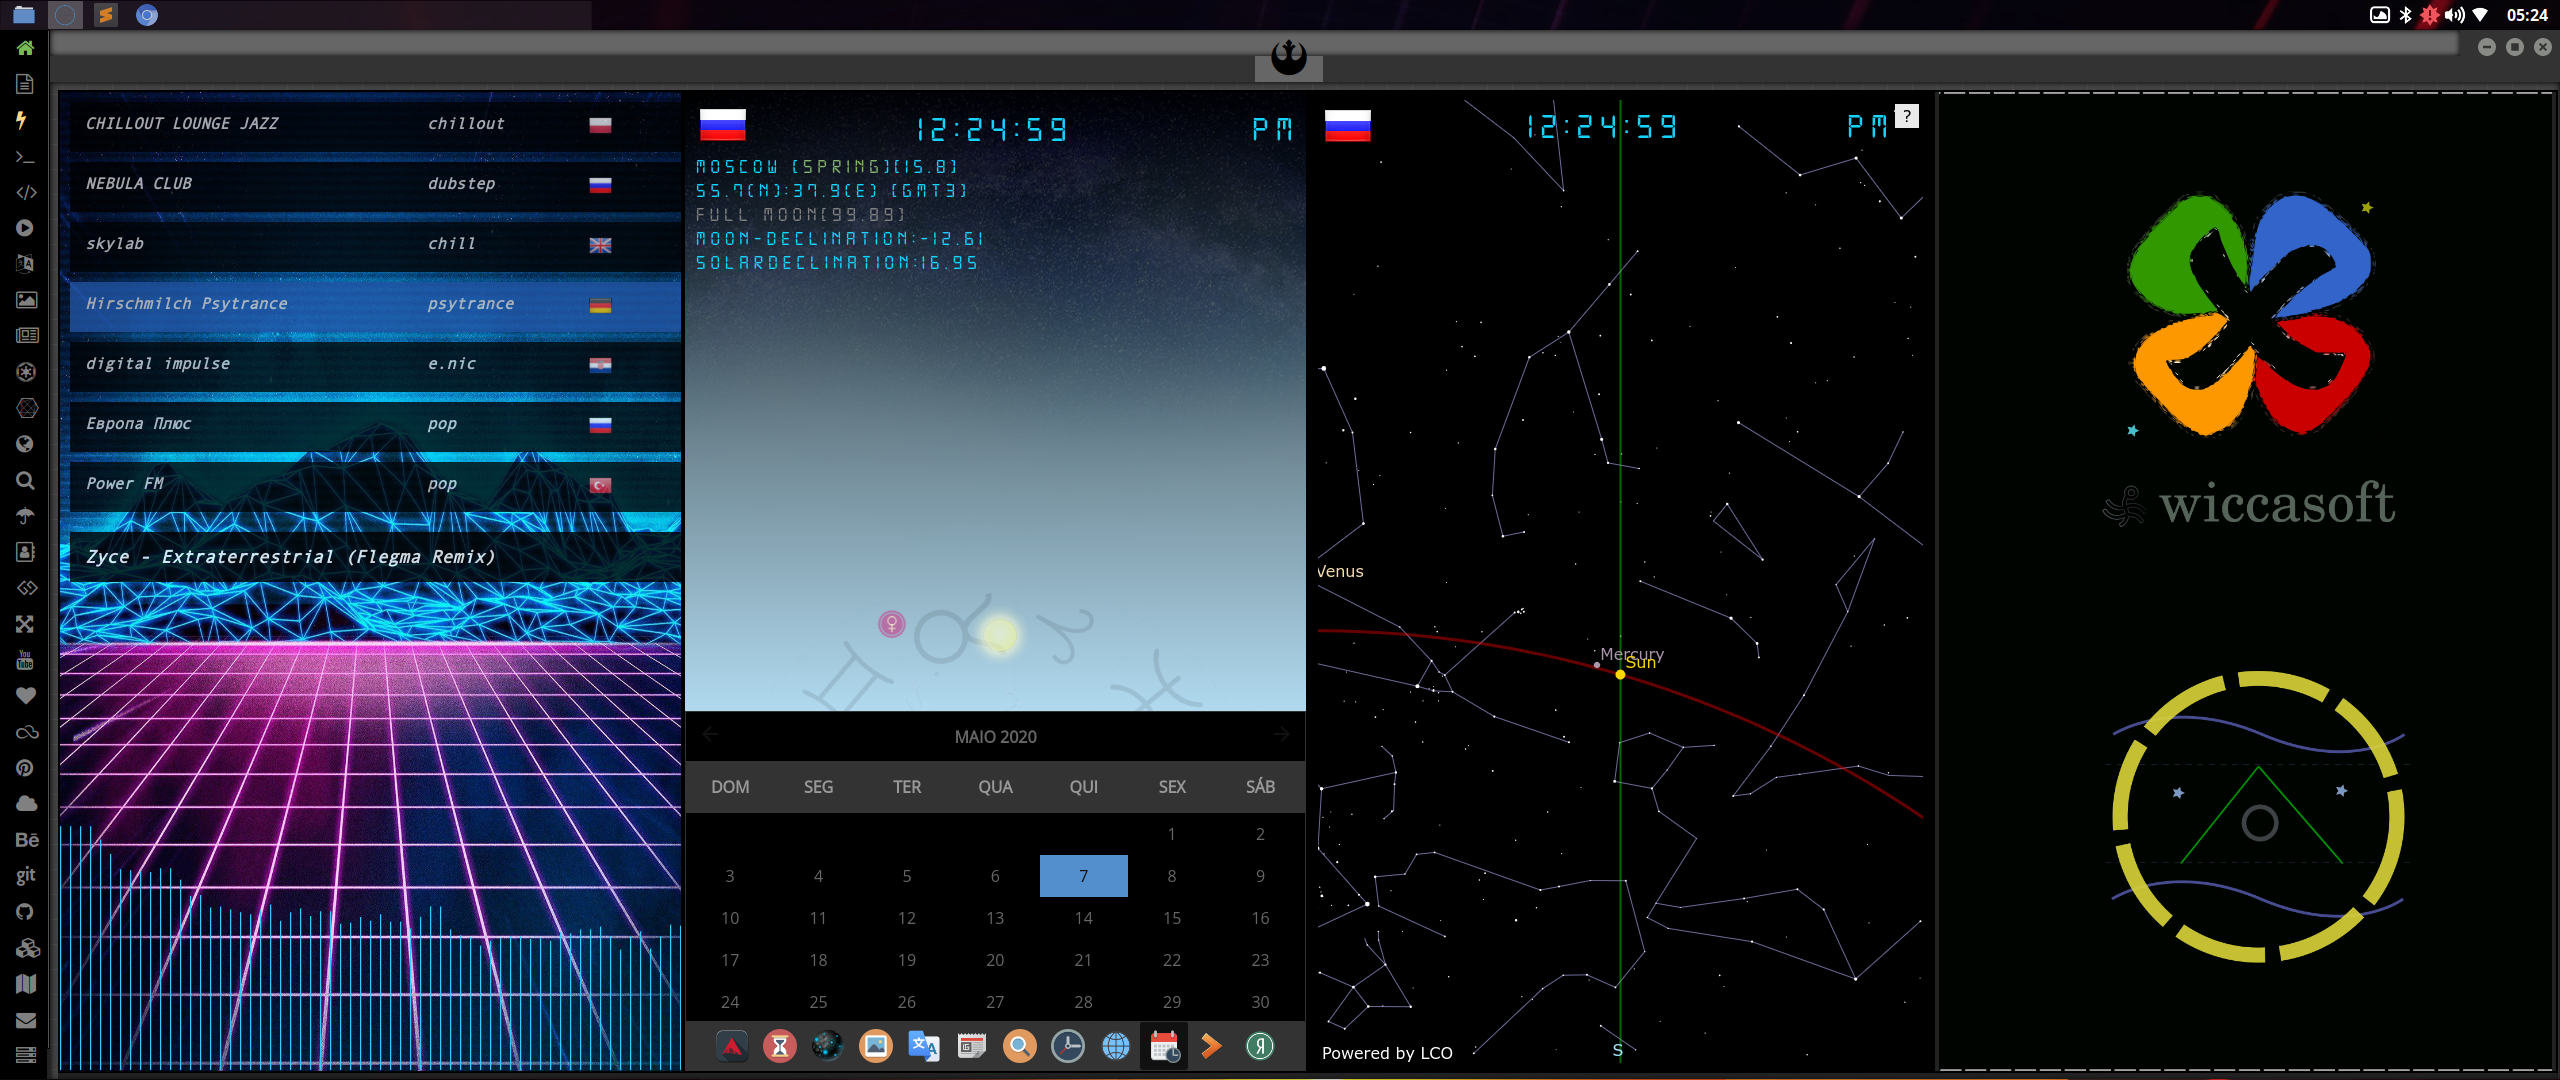 05:24
CHILLOUT LOUNGE JAZZ chillout
NEBULA CLUB dubstep
skylab chill
Hirschmilch Psytrance psytrance
digital impulse e.nic
Европа Плюс pop
Power FM pop
Zyce - Extraterrestrial (Flegma Remix)
You
Tube
Bē
git
12:24:59 PM
MOSCOW [SPRING][15.8]
55.7(N):37.9(E) [GMT3]
FULL MOON[99.89]
MOON-DECLINATION:-12.61
SOLARDECLINATION:16.95
MAIO 2020
DOM SEG TER QUA QUI SEX SÁB
1 2
3 4 5 6 7 8 9
10 11 12 13 14 15 16
17 18 19 20 21 22 23
24 25 26 27 28 29 30
12:24:59 PM ?
Venus
Mercury
Sun
Powered by LCO
S
wiccasoft